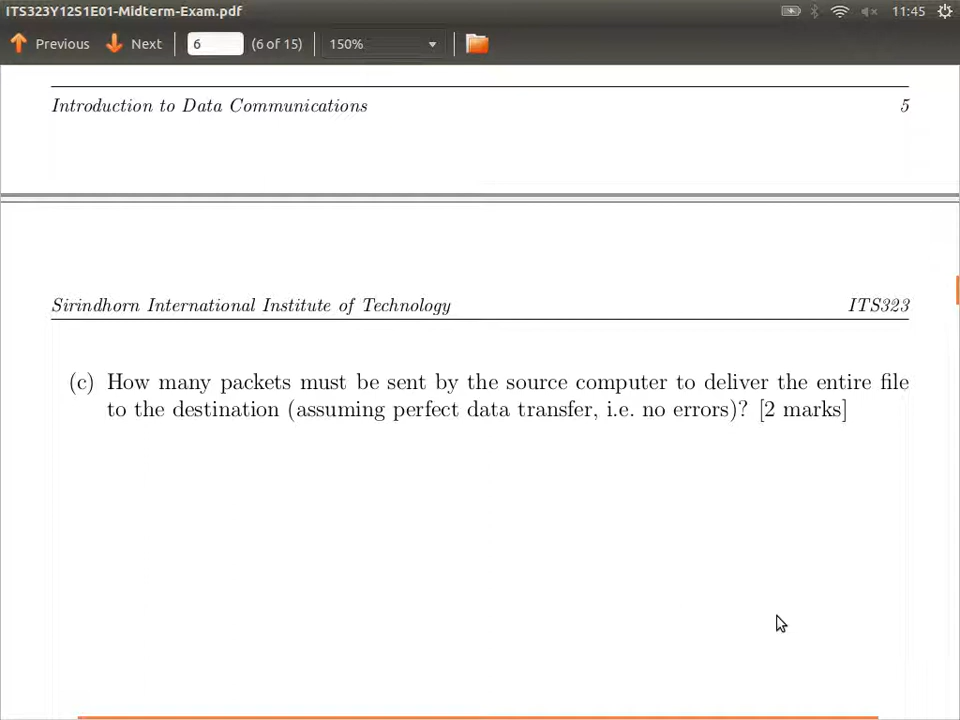 ITS323Y12S1E01-Midterm-Exam.pdf 11:45
Previous Next 6 (6 of 15) 150%
Introduction to Data Communications 5
Sirindhorn International Institute of Technology ITS323
(c) How many packets must be sent by the source computer to deliver the entire file
to the destination (assuming perfect data transfer, i.e. no errors)? [2 marks]